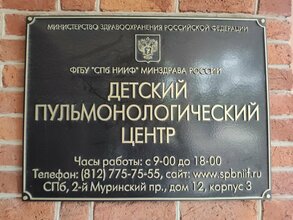 МИНИСТЕРСТВО ЗДРАВООХРАНЕНИЯ РОССИЙСКОЙ ФЕДЕРАЦИИ
ФГБУ "СПб НИИФ" МИНЗДРАВА РОССИИ
ДЕТСКИЙ
ПУЛЬМОНОЛОГИЧЕСКИЙ
ЦЕНТР
Часы работы: с 9-00 до 18-00
Телефон: (812) 775-75-55, сайт: www.spbniif.ru
СПб, 2-й Муринский пр., дом 12, корпус 3